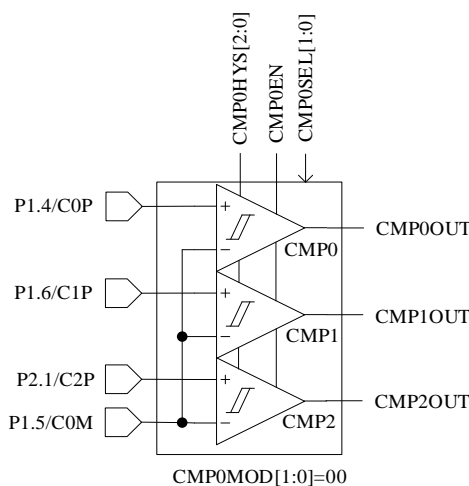 CMP0HYS[2:0]
CMP0EN
CMP0SEL[1:0]
P1.4/C0P
+
−
CMP0
CMP0OUT
P1.6/C1P
+
−
CMP1
CMP1OUT
P2.1/C2P
+
−
CMP2
CMP2OUT
P1.5/C0M
CMP0MOD[1:0]=00